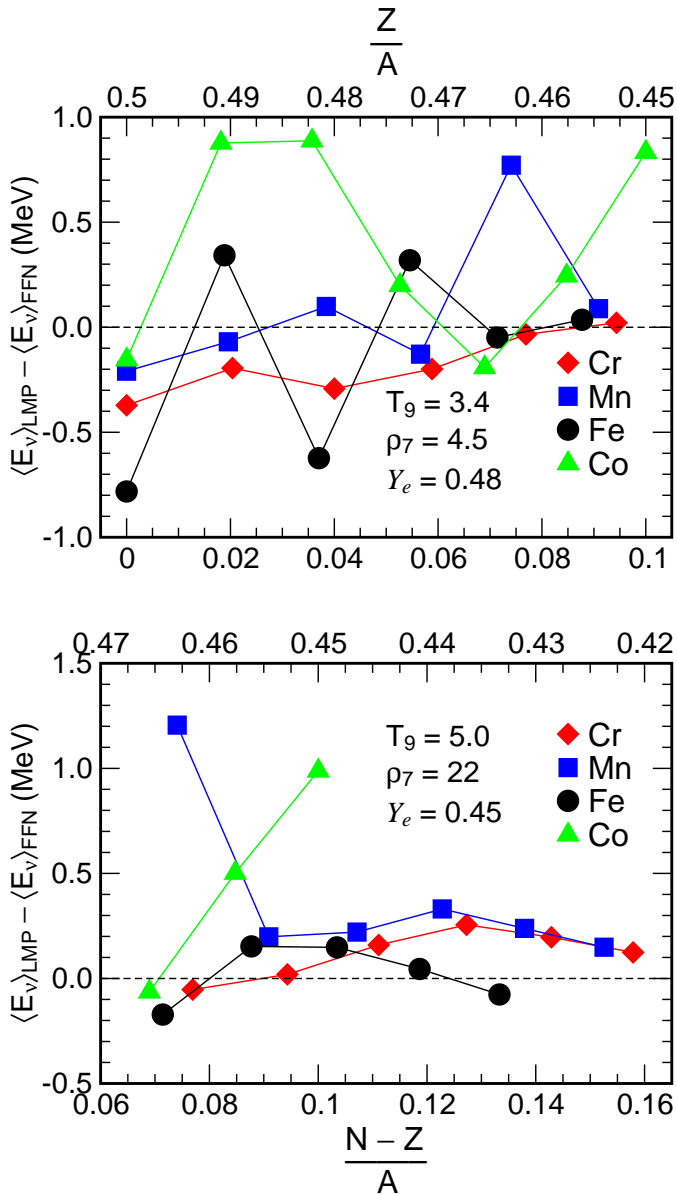 Z
A
0.5 0.49 0.48 0.47 0.46 0.45
1.0
0.5
0.0
-0.5
-1.0
⟨Eν⟩LMP − ⟨Eν⟩FFN (MeV)
Cr
T9 = 3.4 Mn
ρ7 = 4.5 Fe
Ye = 0.48 Co
0 0.02 0.04 0.06 0.08 0.1
0.47 0.46 0.45 0.44 0.43 0.42
1.5
1.0
0.5
0.0
-0.5
⟨Eν⟩LMP − ⟨Eν⟩FFN (MeV)
T9 = 5.0 Cr
ρ7 = 22 Mn
Ye = 0.45 Fe
Co
0.06 0.08 0.1 0.12 0.14 0.16
N − Z
A